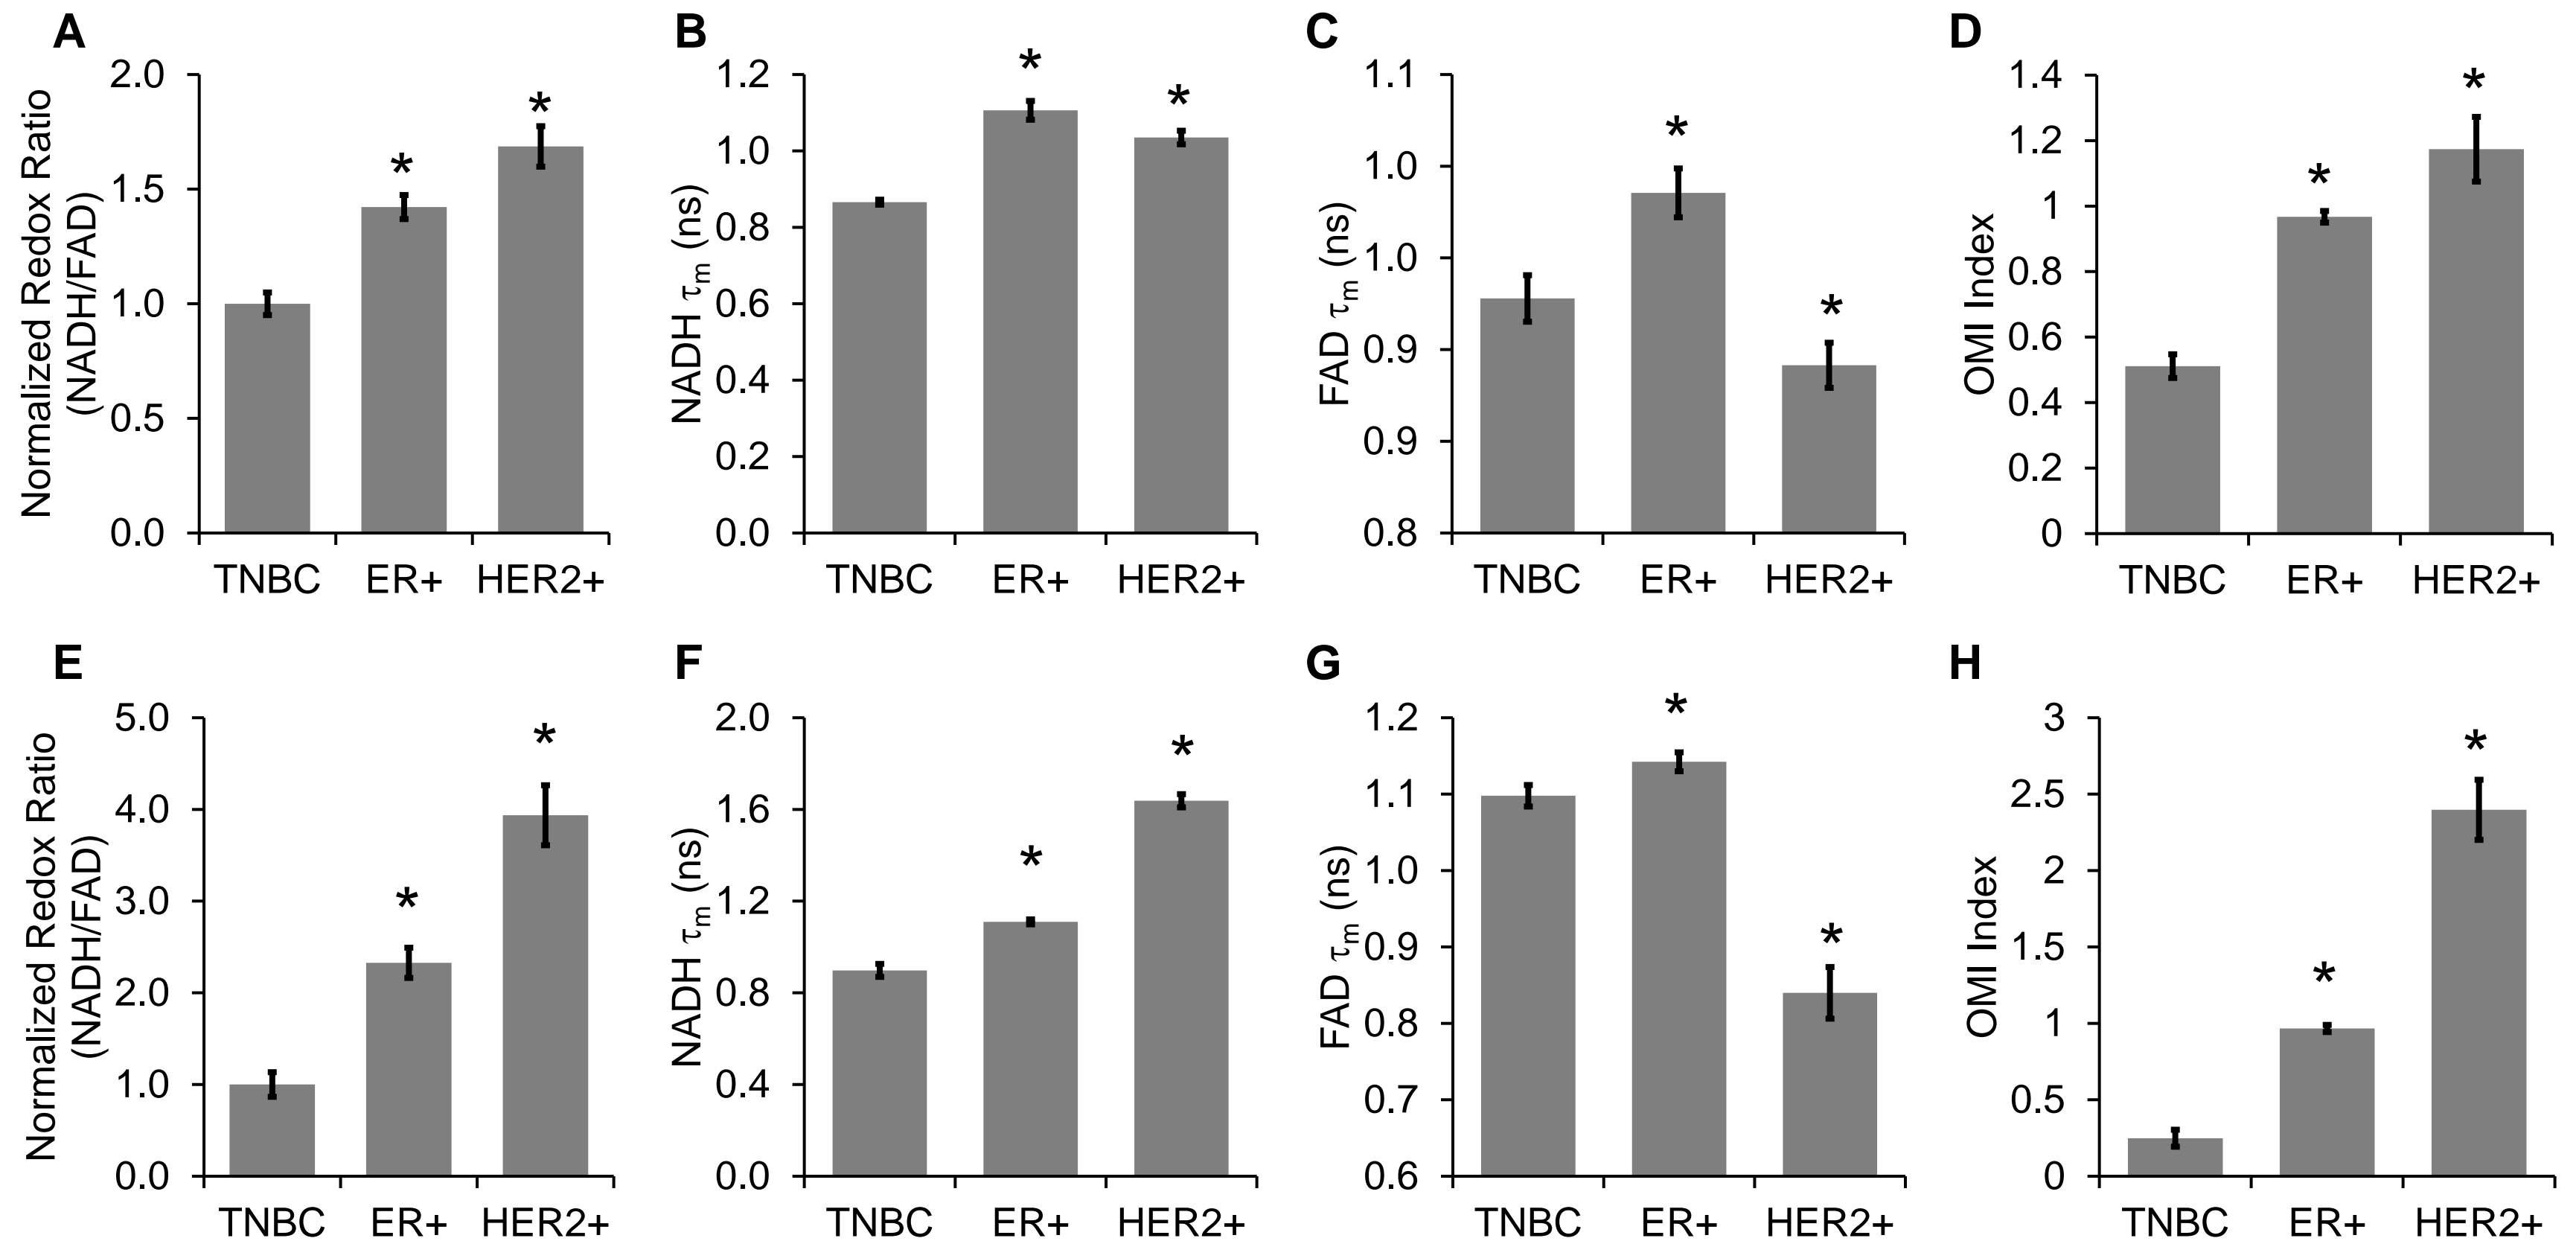 A
Normalized Redox Ratio
(NADH/FAD)
2.0
1.5
1.0
0.5
0.0
*
*
TNBC ER+ HER2+
B
NADH τm (ns)
1.2
1.0
0.8
0.6
0.4
0.2
0.0
*
*
TNBC ER+ HER2+
C
FAD τm (ns)
1.1
1.0
1.0
0.9
0.9
0.8
*
*
TNBC ER+ HER2+
D
OMI Index
1.4
1.2
1
0.8
0.6
0.4
0.2
0
*
*
TNBC ER+ HER2+
E
Normalized Redox Ratio
(NADH/FAD)
5.0
4.0
3.0
2.0
1.0
0.0
*
*
TNBC ER+ HER2+
F
NADH τm (ns)
2.0
1.6
1.2
0.8
0.4
0.0
*
*
TNBC ER+ HER2+
G
FAD τm (ns)
1.2
1.1
1.0
0.9
0.8
0.7
0.6
*
*
TNBC ER+ HER2+
H
OMI Index
3
2.5
2
1.5
1
0.5
0
*
*
TNBC ER+ HER2+